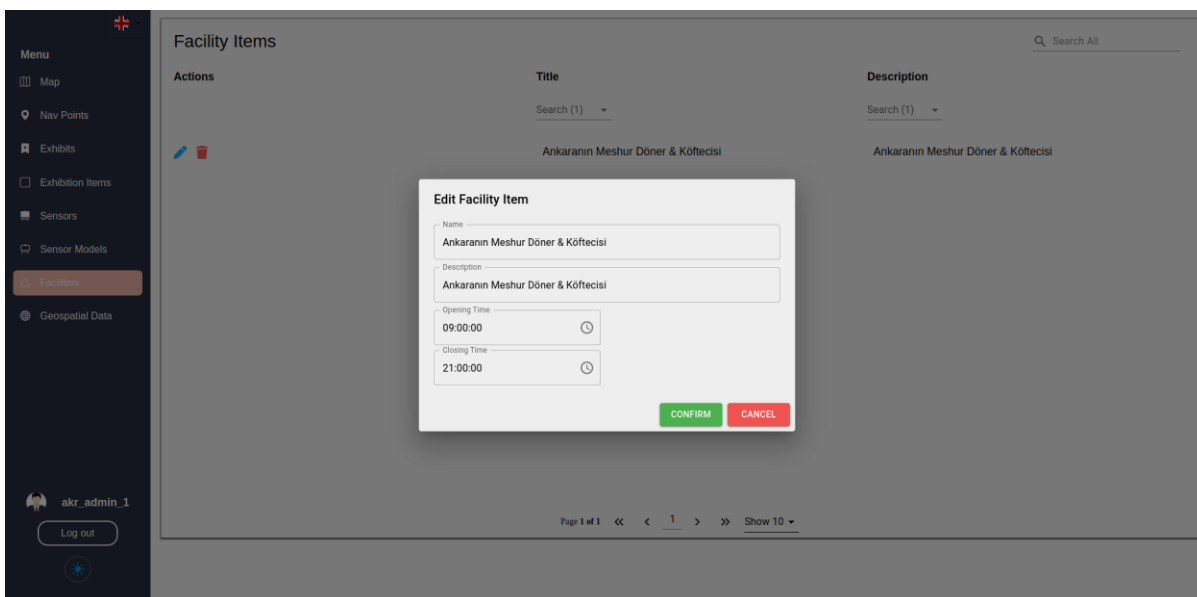 Menu
Map
Nav Points
Exhibits
Exhibition Items
Sensors
Sensor Models
Facilities
Geospatial Data
akr_admin_1
Log out
Facility Items
Search All
Actions Title Description
Search (1) Search (1)
Ankaranın Meshur Döner & Köftecisi Ankaranın Meshur Döner & Köftecisi
Edit Facility Item
Name
Ankaranın Meshur Döner & Köftecisi
Description
Ankaranın Meshur Döner & Köftecisi
Opening Time
09:00:00
Closing Time
21:00:00
CONFIRM CANCEL
Page 1 of 1 1 Show 10